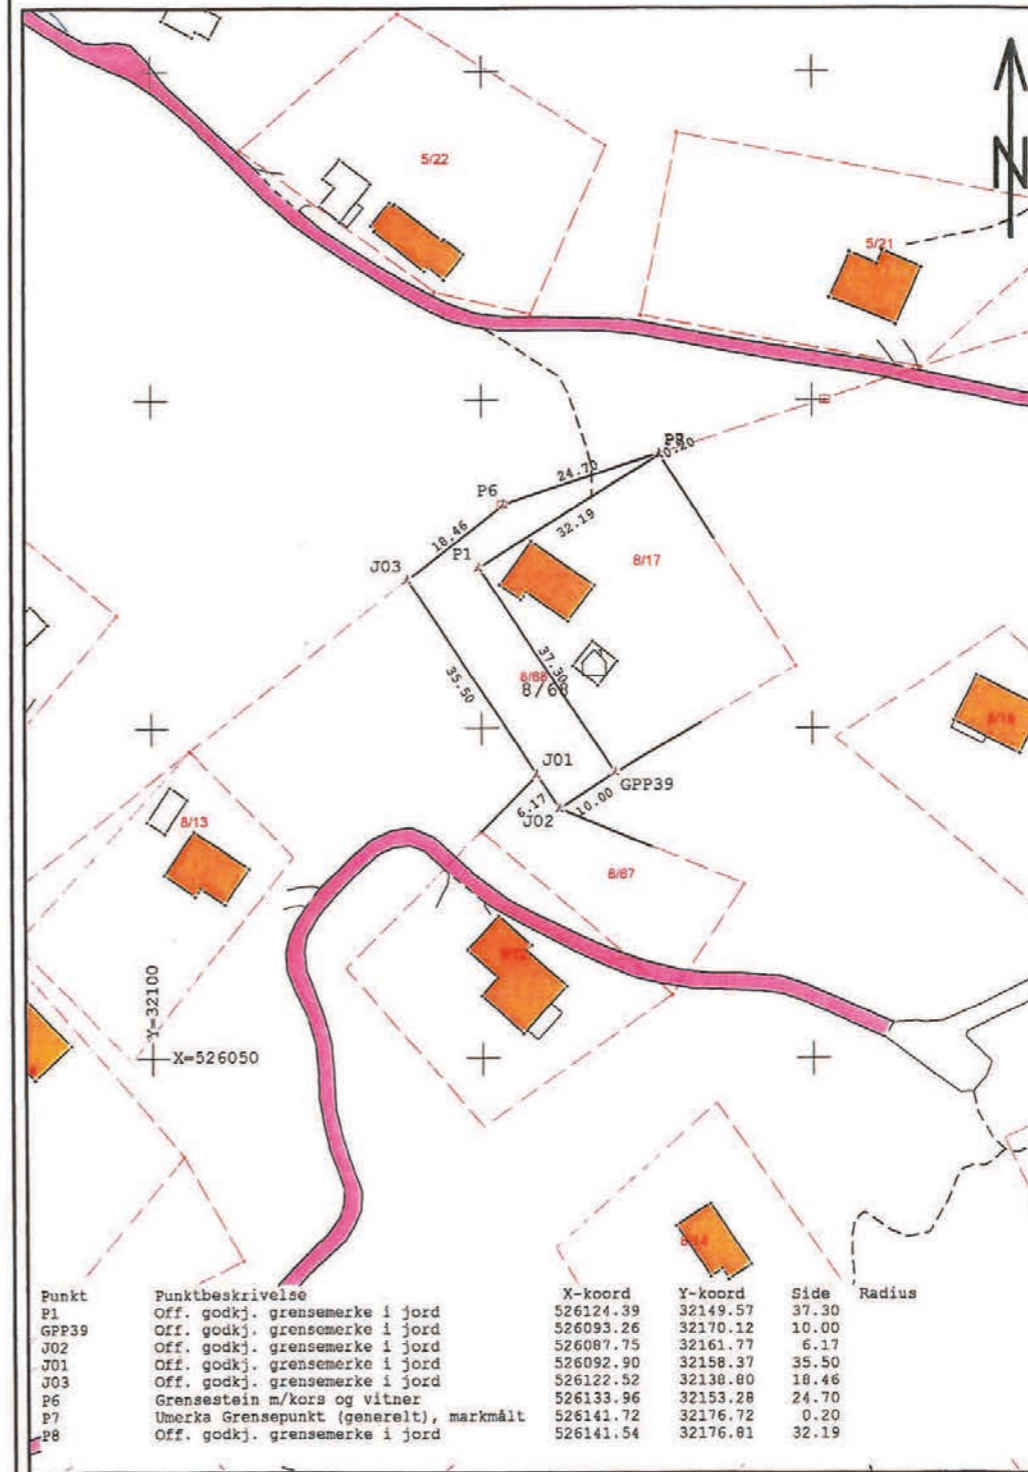 N
5/22
5/21
P8
0.20
24.70
P6
32.19
18.46
P1
J03
8/17
37.30
35.50
8/68
8/68
J01
GPP39
6.17
10.00
J02
8/13
8/67
Y=32100
X=526050
Punkt Punktbeskrivelse X-koord Y-koord Side Radius
P1 Off. godkj. grensemerke i jord 526124.39 32149.57 37.30
GPP39 Off. godkj. grensemerke i jord 526093.26 32170.12 10.00
J02 Off. godkj. grensemerke i jord 526087.75 32161.77 6.17
J01 Off. godkj. grensemerke i jord 526092.90 32158.37 35.50
J03 Off. godkj. grensemerke i jord 526122.52 32138.80 18.46
P6 Grensestein m/kors og vitner 526133.96 32153.28 24.70
P7 Umerka Grensepunkt (generelt), markmålt 526141.72 32176.72 0.20
P8 Off. godkj. grensemerke i jord 526141.54 32176.81 32.19